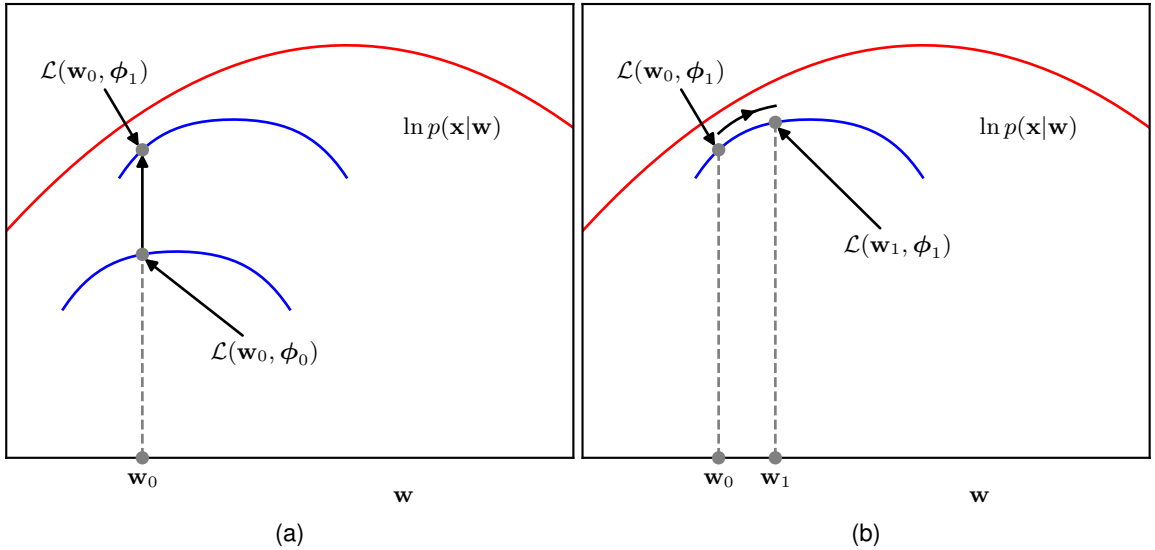 ℒ(𝐰₀, 𝝓₁)
ln p(𝐱|𝐰)
ℒ(𝐰₀, 𝝓₀)
𝐰₀
𝐰
(a)
ℒ(𝐰₀, 𝝓₁)
ln p(𝐱|𝐰)
ℒ(𝐰₁, 𝝓₁)
𝐰₀
𝐰₁
𝐰
(b)